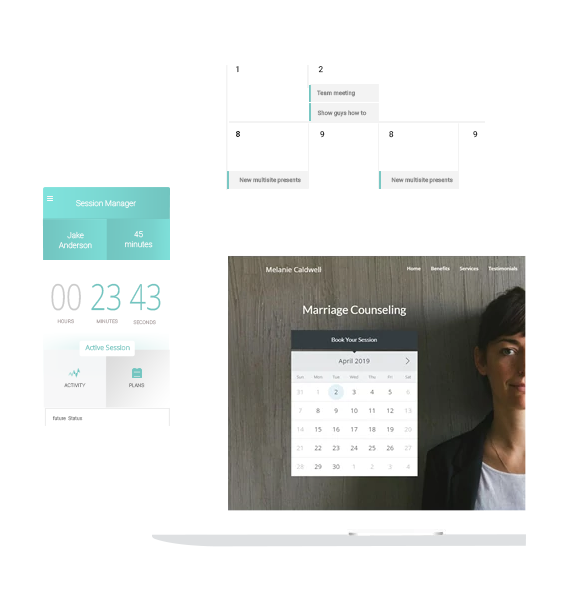 1 2
Team meeting
Show guys how to
8 9 8 9
New multisite presente New multisite presente
Session Manager
Jake
Anderson
45
minutes
00 23 43
HOURS MINUTES SECONDS
Active Session
ACTIVITY PLANS
future Status
Melanie Caldwell
Home Benefits Services Testimonials
Marriage Counseling
Book Your Session
April 2019
Sun Mon Tue Wed Thu Fri Sat
31 1 2 3 4 5 6
7 8 9 10 11 12 13
14 15 16 17 18 19 20
21 22 23 24 25 26 27
28 29 30 1 2 3 4